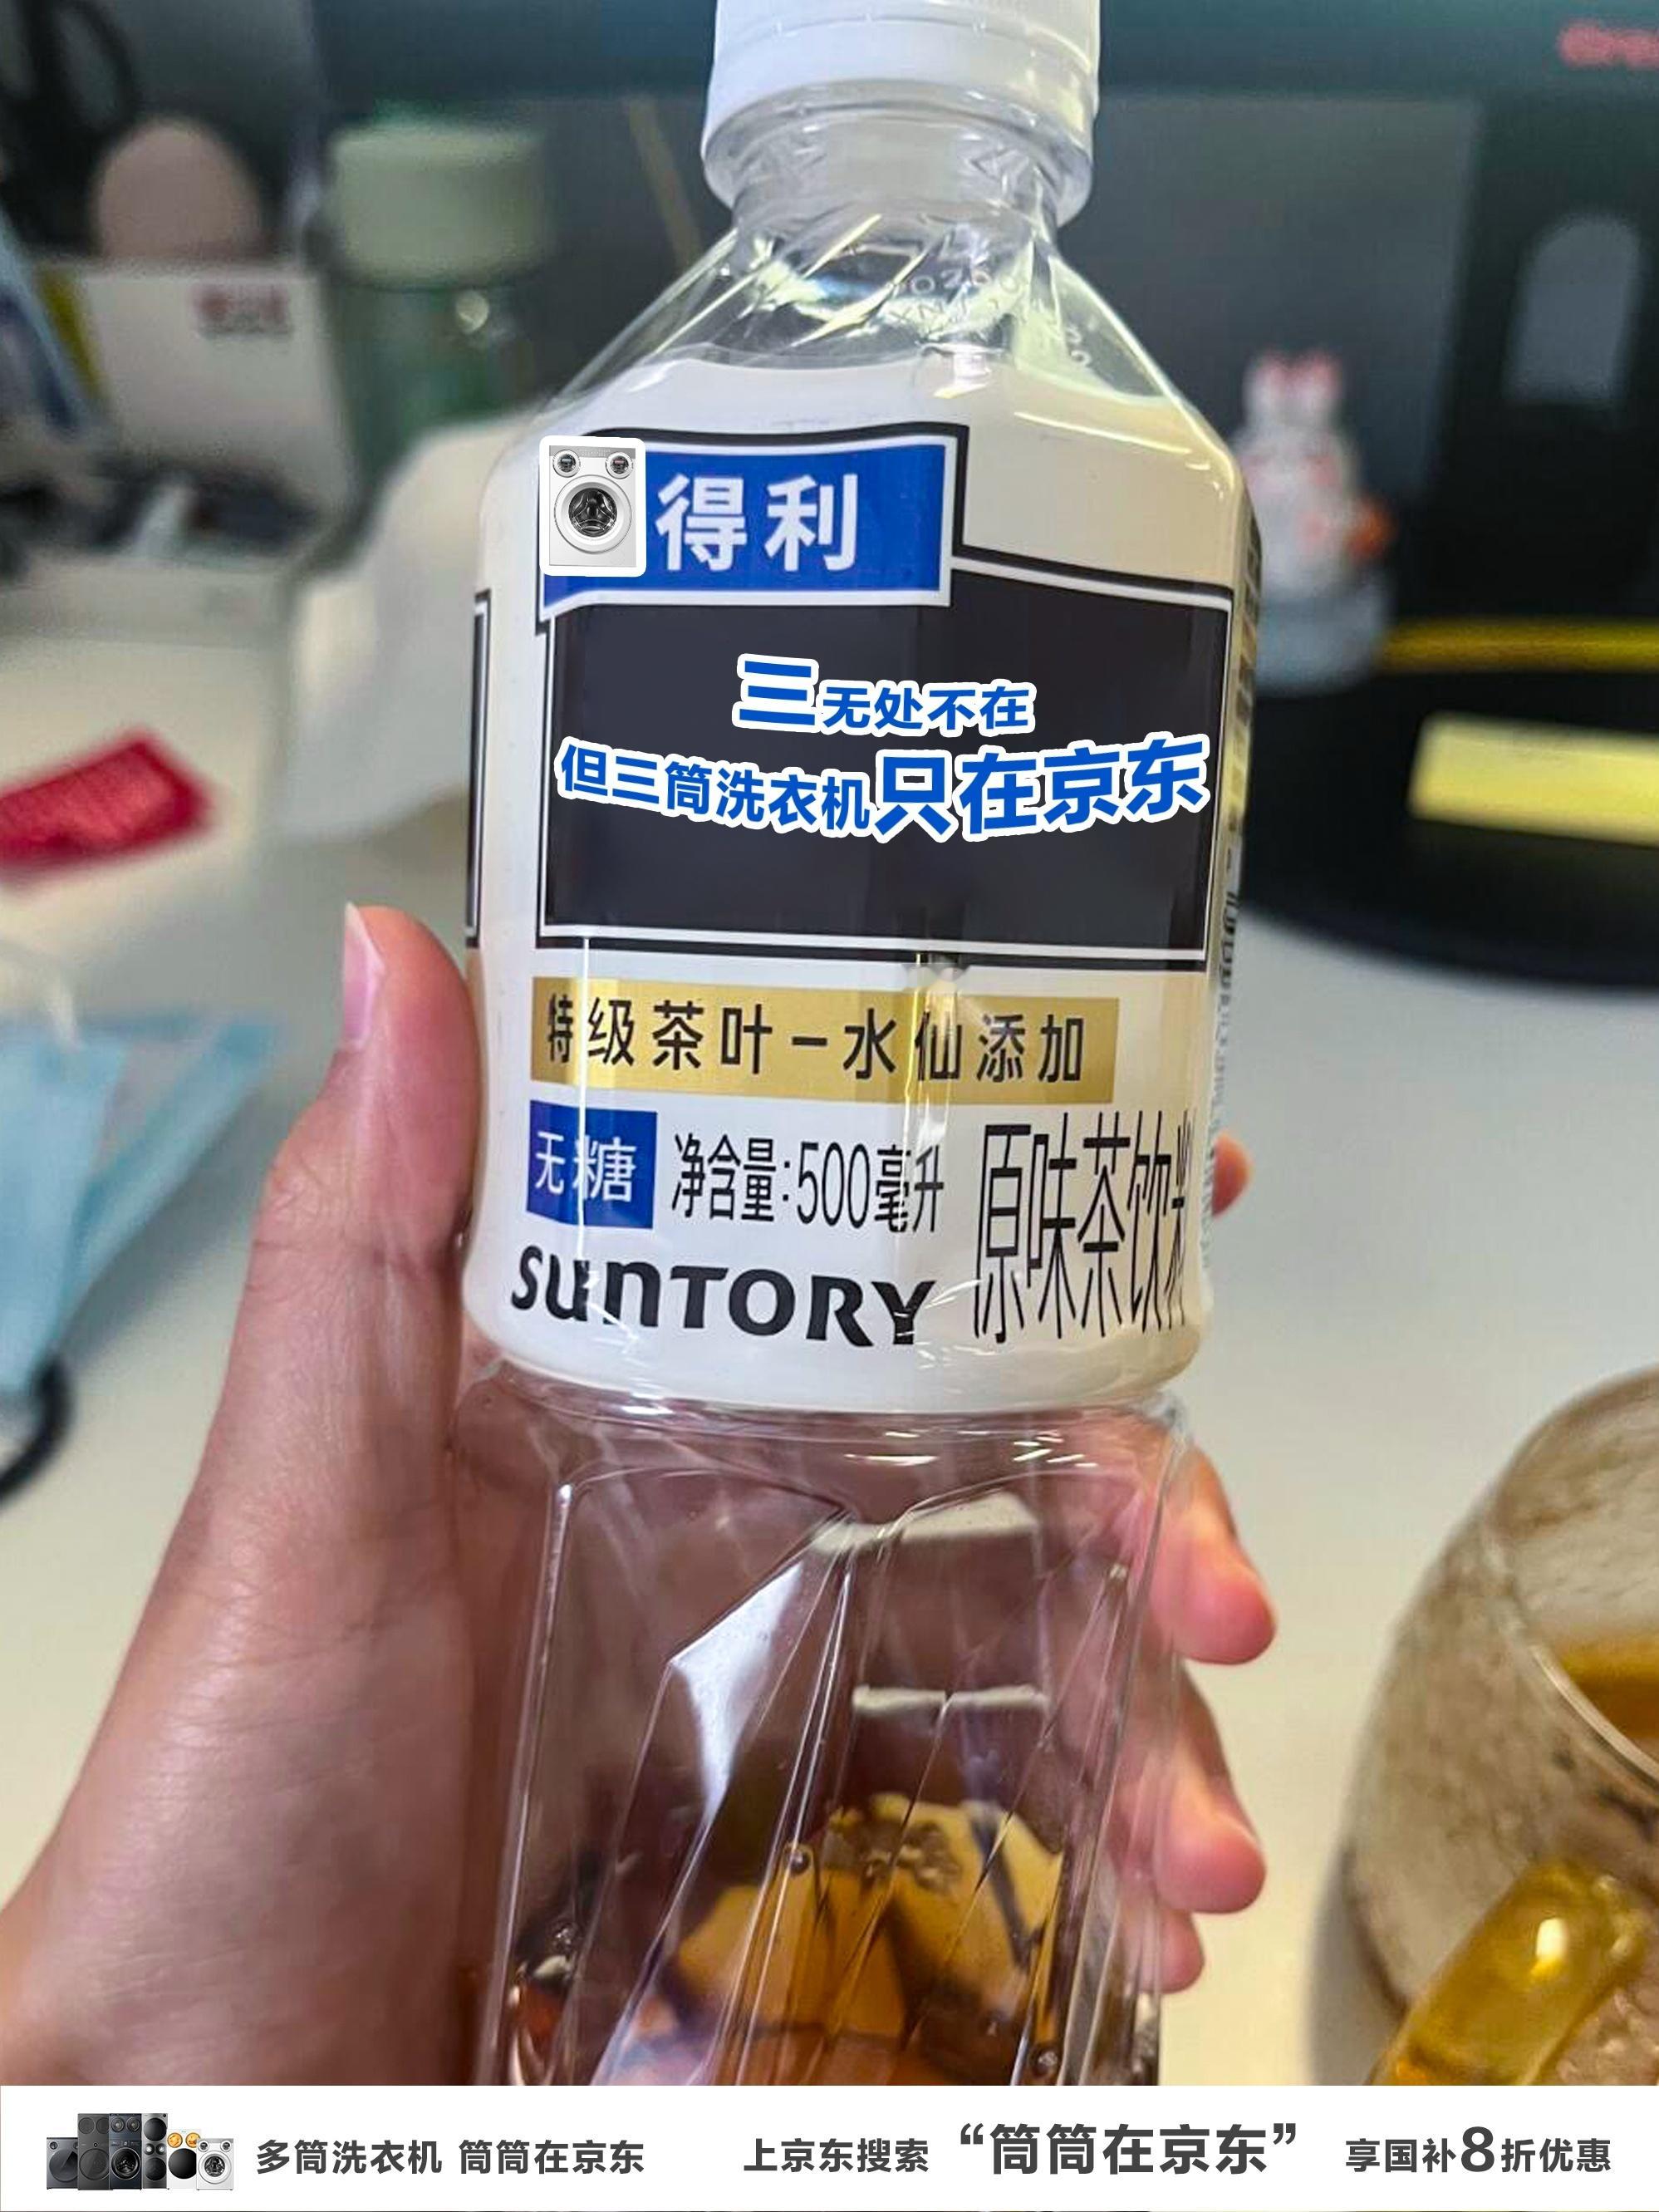 得利
三无处不在
但三筒洗衣机只在京东
特级茶叶-水仙添加
无糖 净含量:500毫升
原味茶饮料
SUNTORY
多筒洗衣机 筒筒在京东 上京东搜索“筒筒在京东” 享国补8折优惠